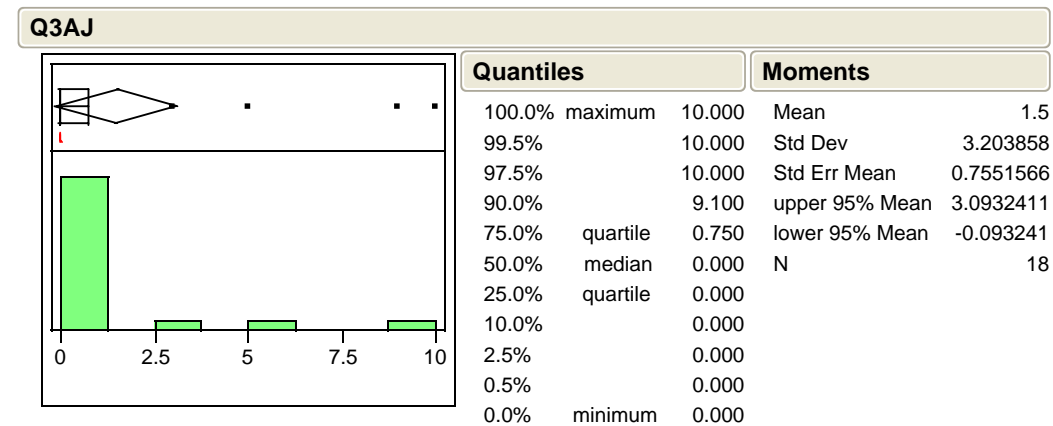 Q3AJ
0 2.5 5 7.5 10
Quantiles
100.0% maximum 10.000
99.5% 10.000
97.5% 10.000
90.0% 9.100
75.0% quartile 0.750
50.0% median 0.000
25.0% quartile 0.000
10.0% 0.000
2.5% 0.000
0.5% 0.000
0.0% minimum 0.000
Moments
Mean 1.5
Std Dev 3.203858
Std Err Mean 0.7551566
upper 95% Mean 3.0932411
lower 95% Mean -0.093241
N 18